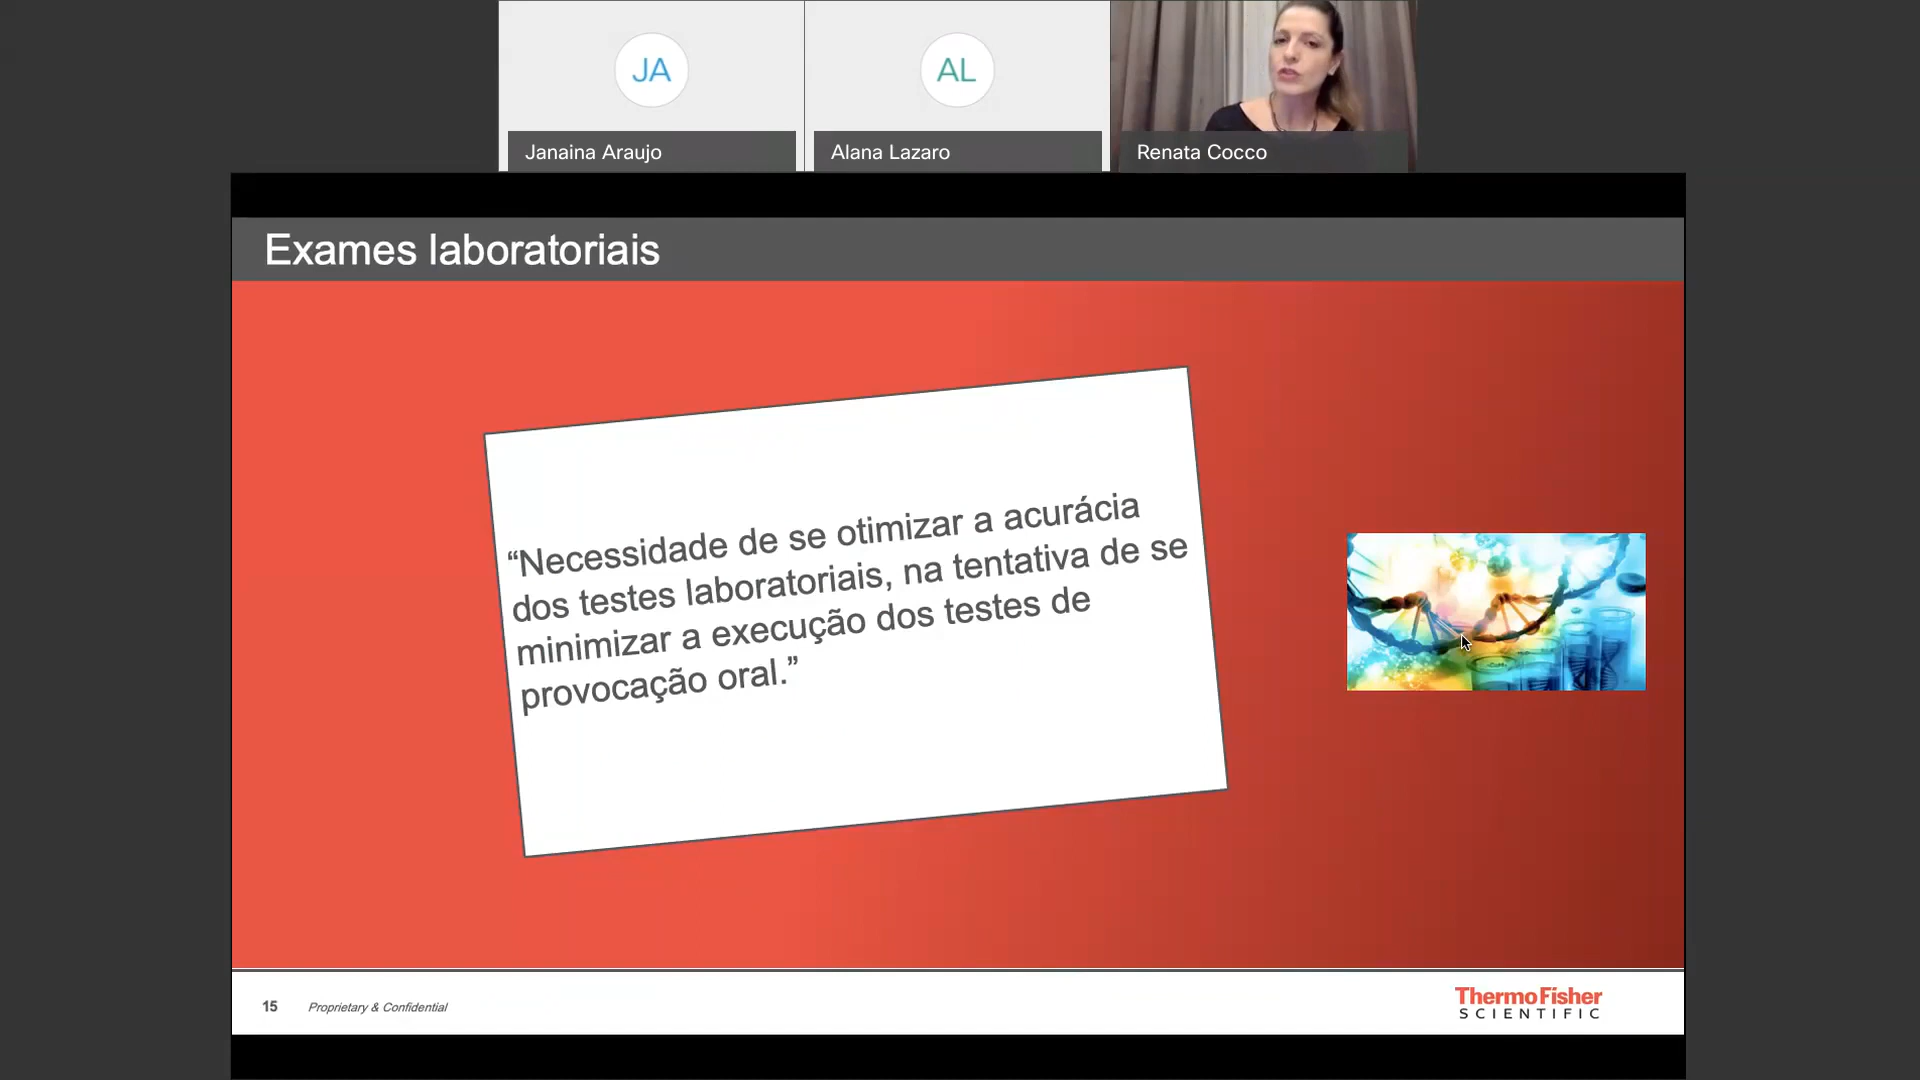 JA
AL
Janaina Araujo
Alana Lazaro
Renata Cocco
Exames laboratoriais
“Necessidade de se otimizar a acurácia
dos testes laboratoriais, na tentativa de se
minimizar a execução dos testes de
provocação oral.”
15
Proprietary & Confidential
ThermoFisher
SCIENTIFIC